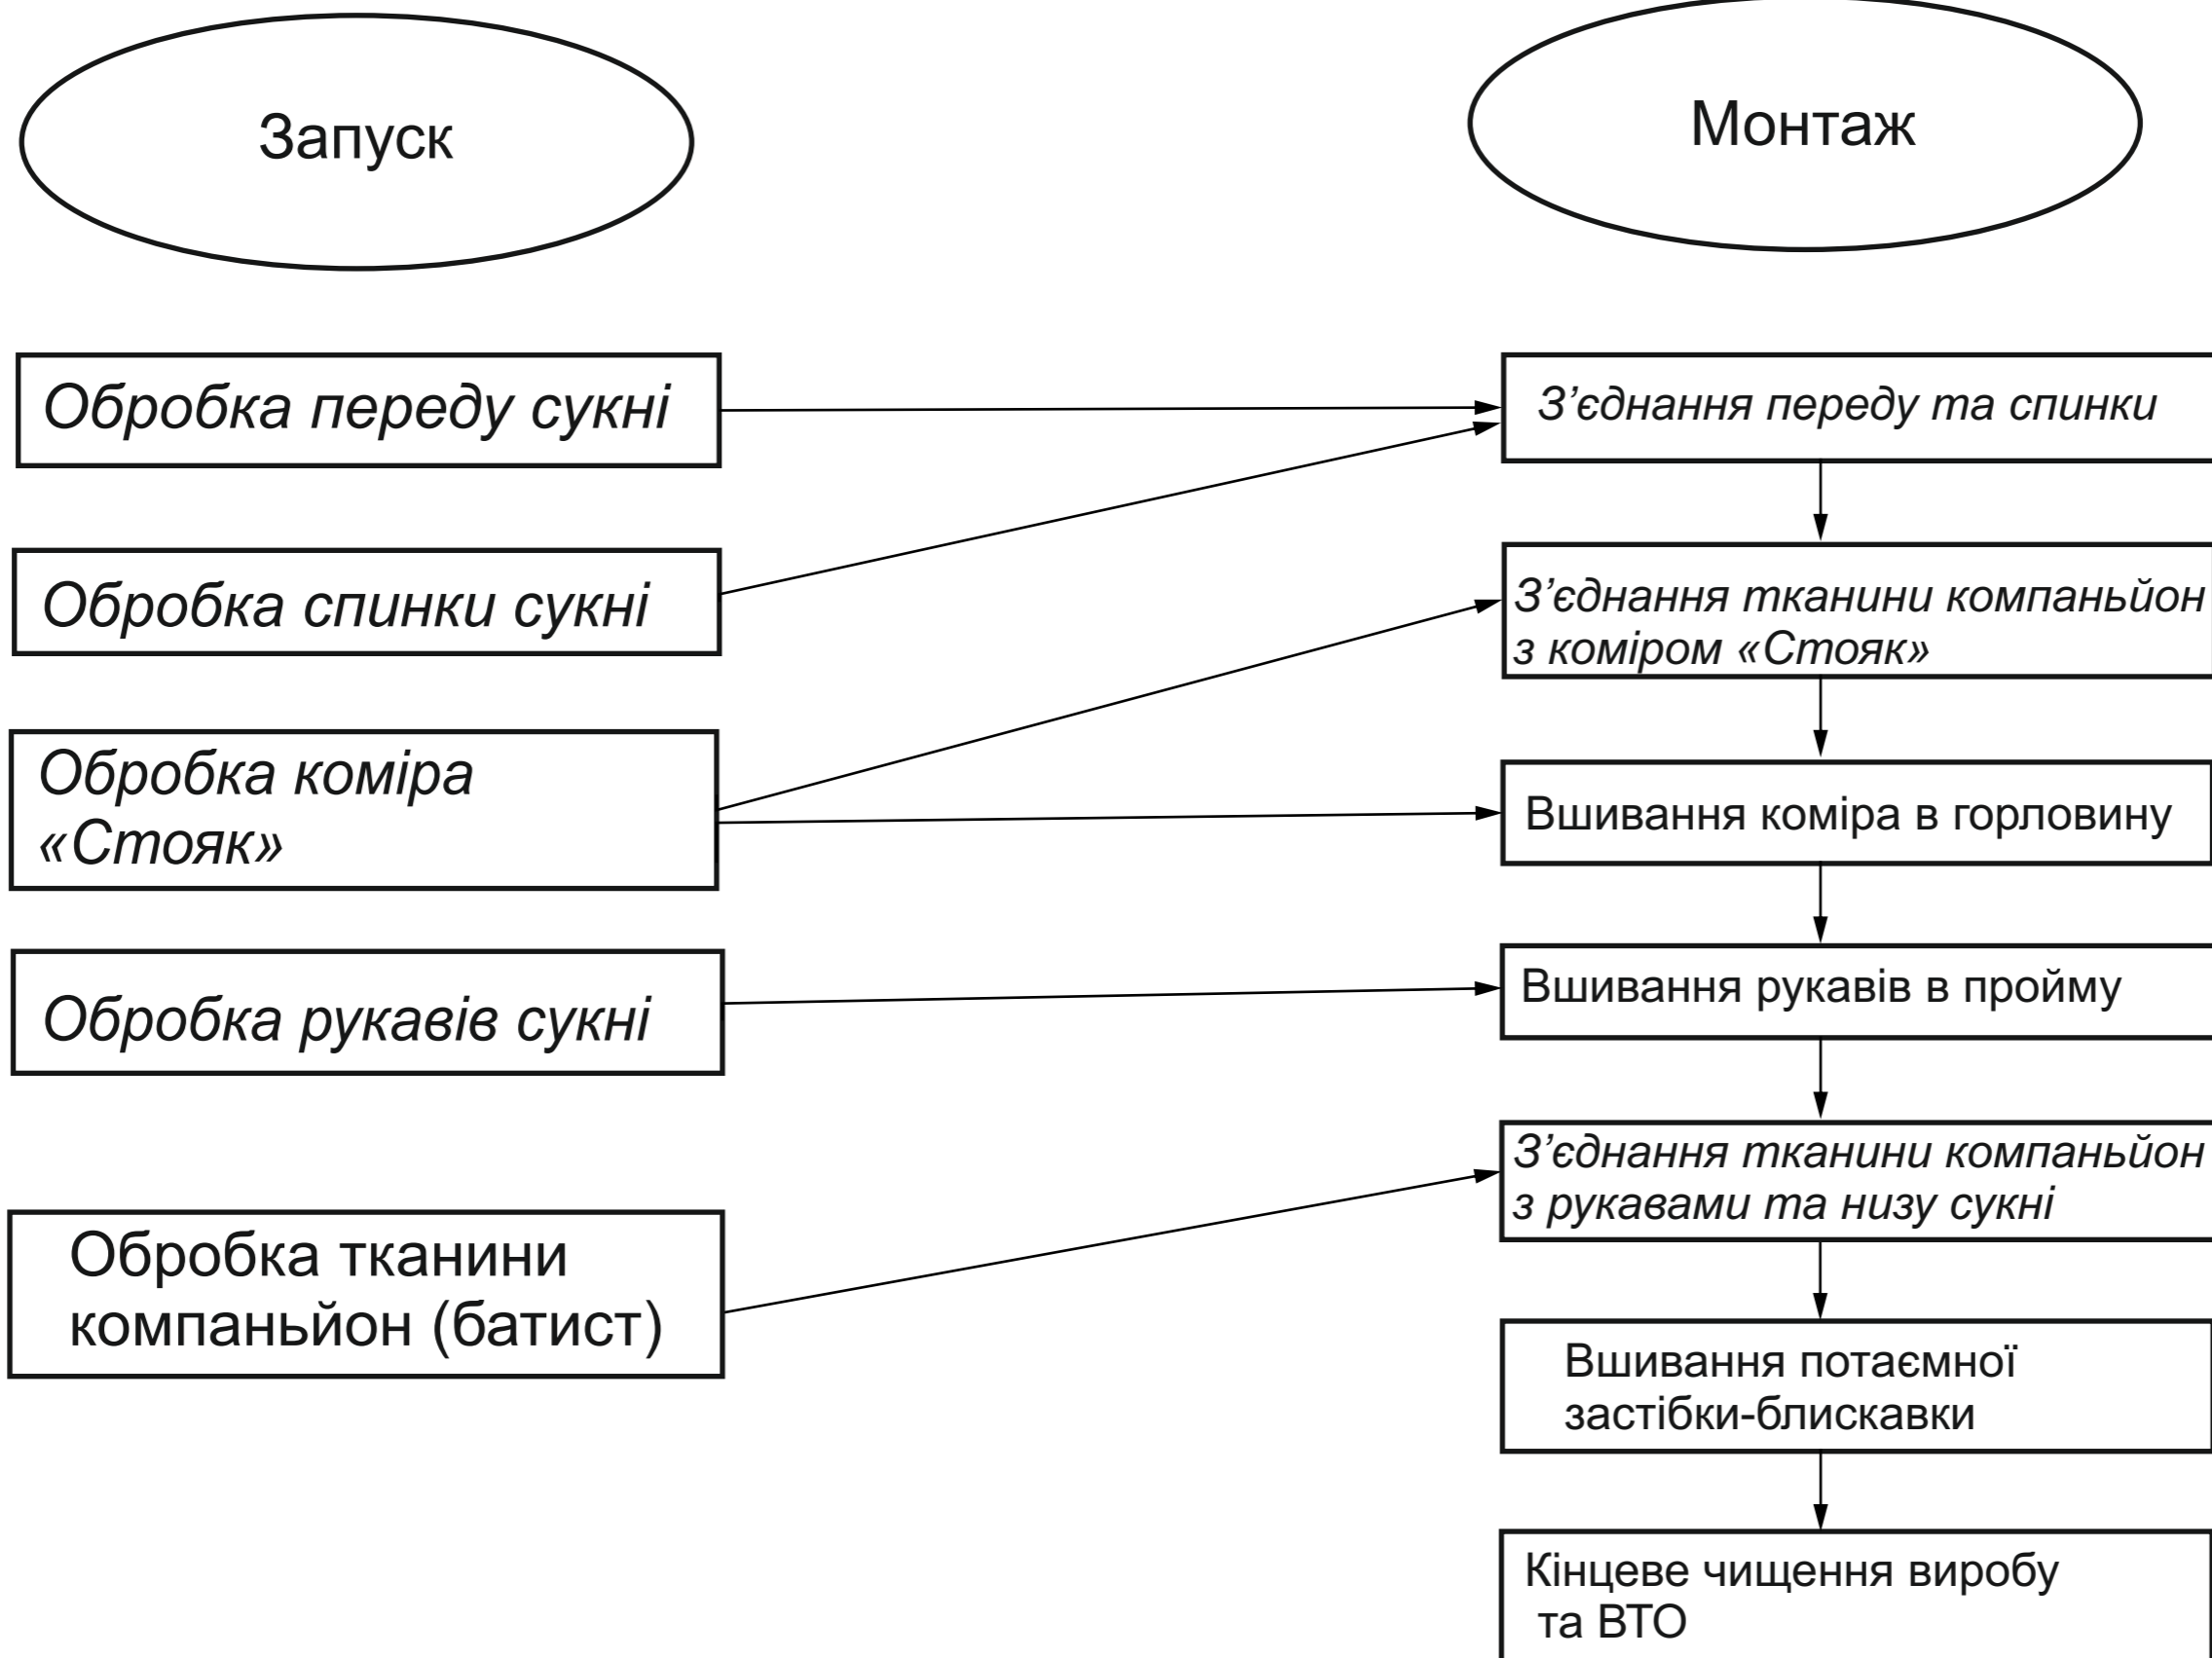 Запуск
Монтаж
Обробка переду сукні
Обробка спинки сукні
Обробка коміра
«Стояк»
Обробка рукавів сукні
Обробка тканини
компаньйон (батист)
З’єднання переду та спинки
З’єднання тканини компаньйон
з коміром «Стояк»
Вшивання коміра в горловину
Вшивання рукавів в пройму
З’єднання тканини компаньйон
з рукавами та низу сукні
Вшивання потаємної
застібки-блискавки
Кінцеве чищення виробу
та ВТО